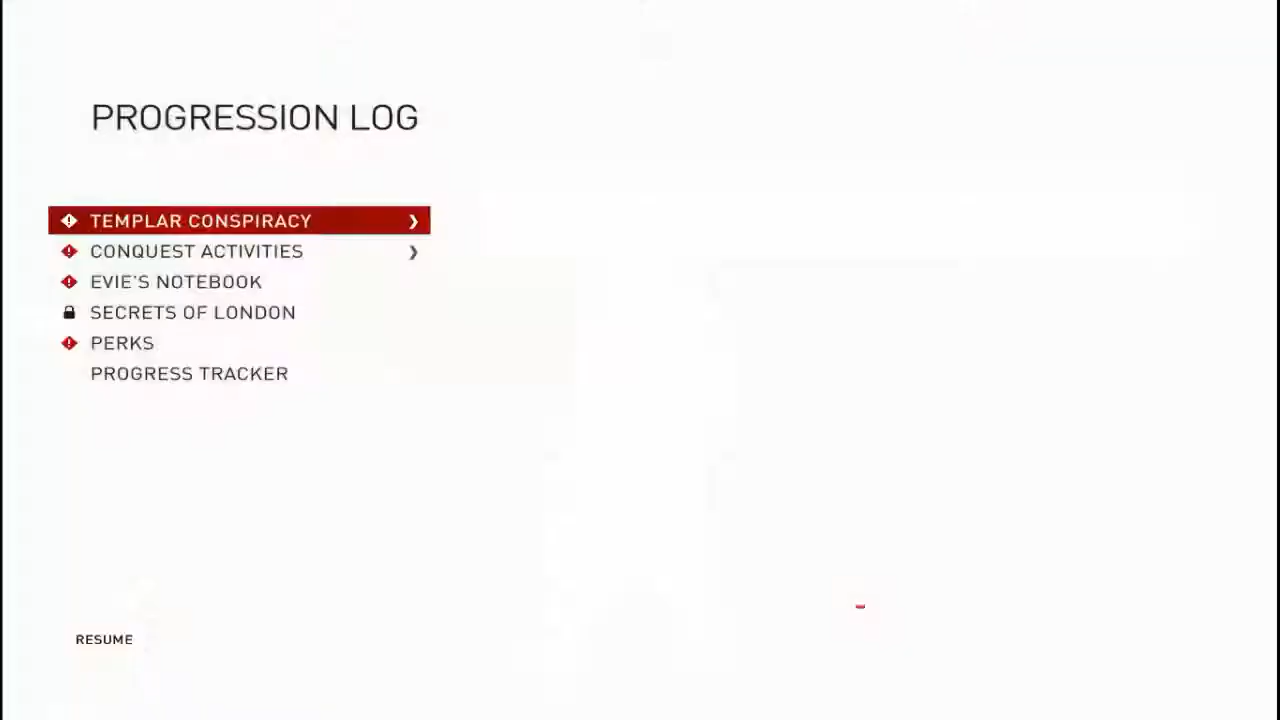 PROGRESSION LOG
TEMPLAR CONSPIRACY
CONQUEST ACTIVITIES
EVIE'S NOTEBOOK
SECRETS OF LONDON
PERKS
PROGRESS TRACKER
RESUME